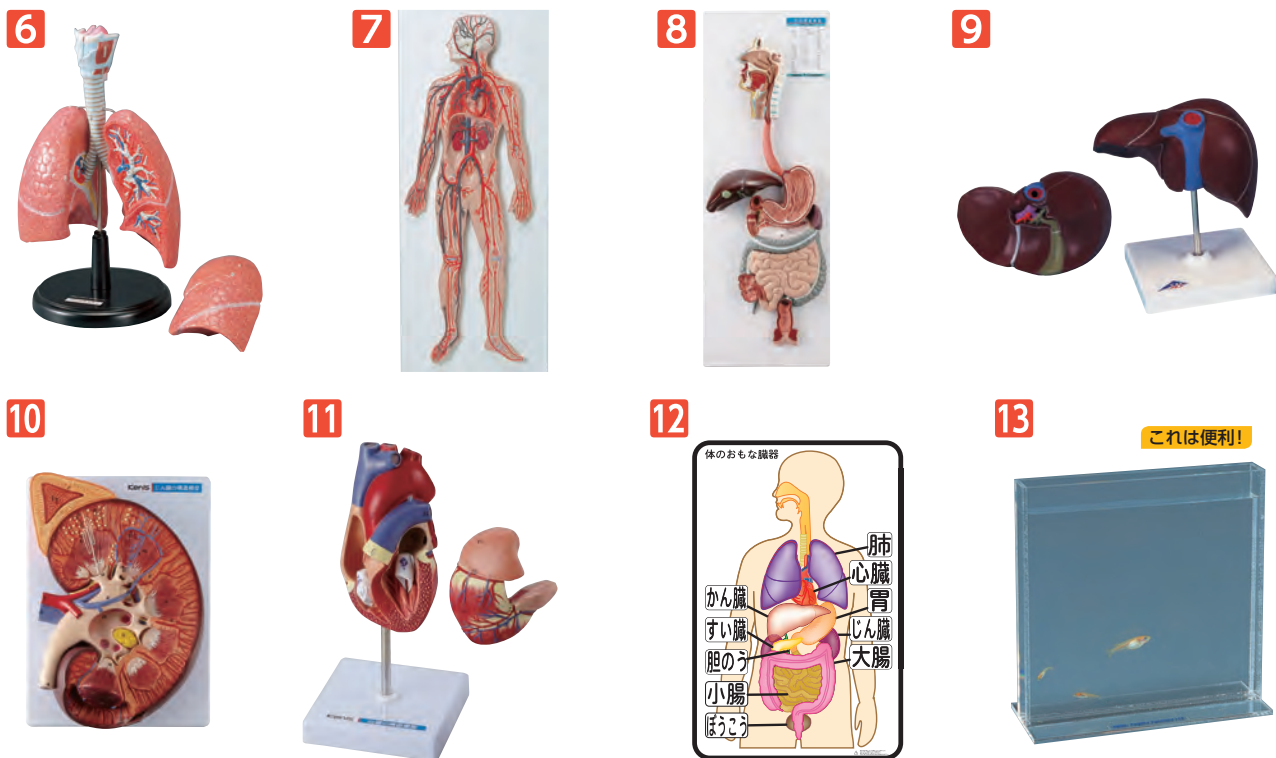 6
7
8
9
10
Kenis
11
Kenis
12
体のおもな臓器
肺
心臓
かん臓
胃
すい臓
じん臓
胆のう
大腸
小腸
ぼうこう
13
これは便利!